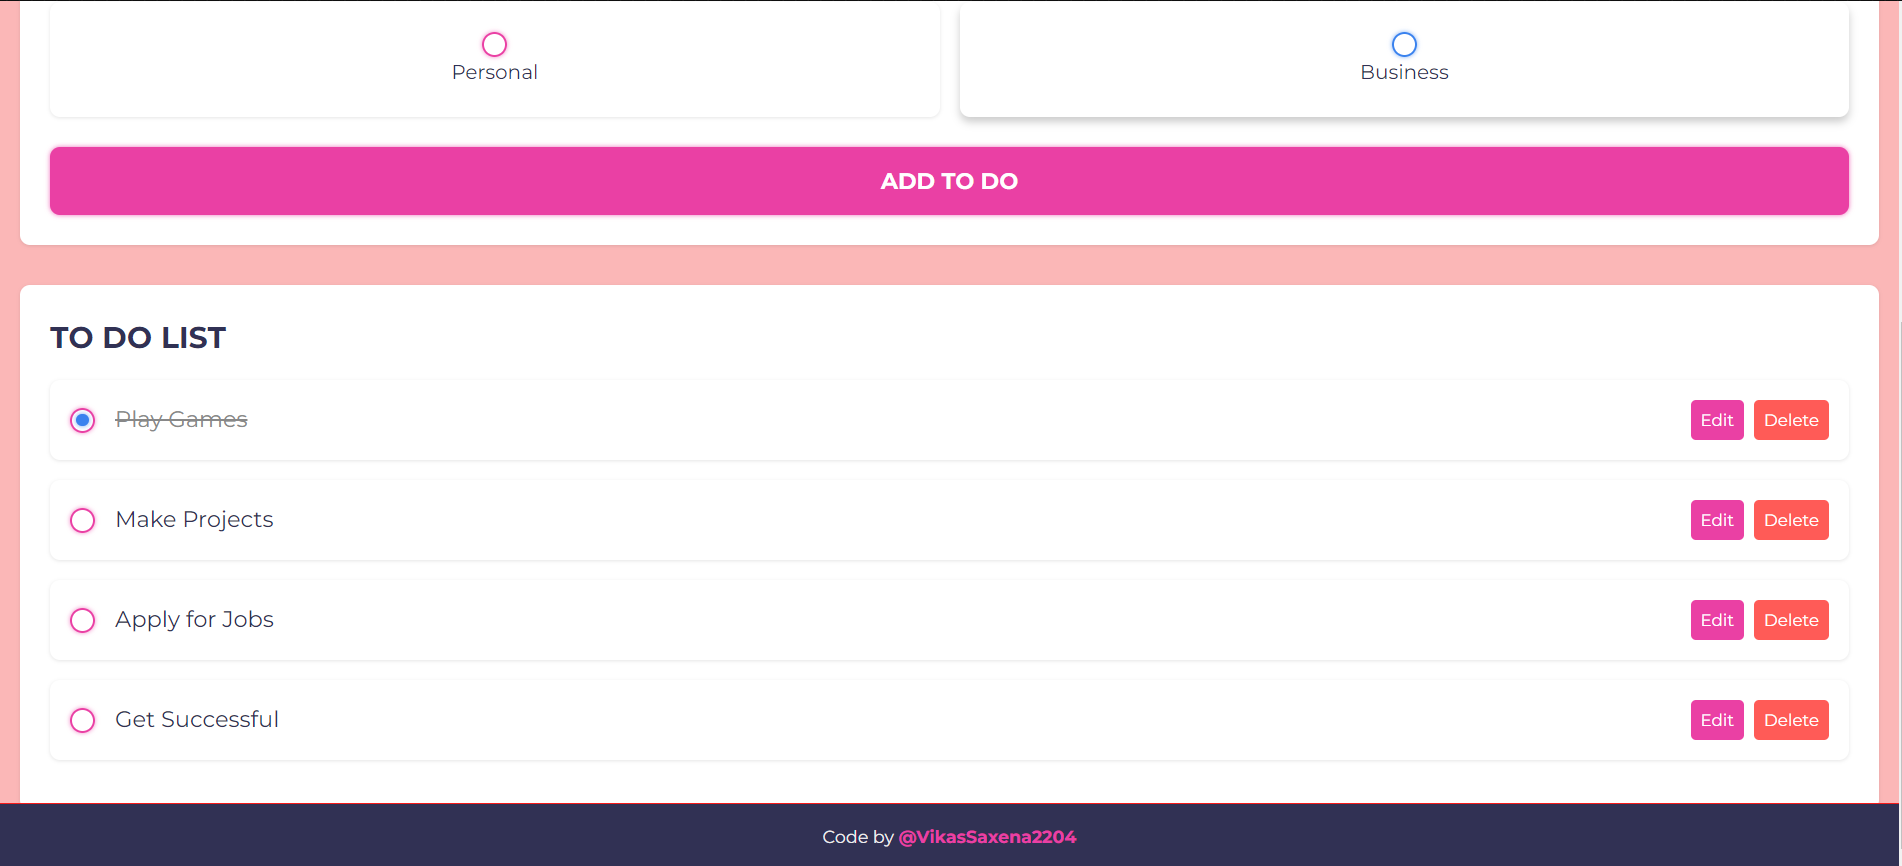 Personal
Business
ADD TO DO
TO DO LIST
Play Games
Edit Delete
Make Projects
Edit Delete
Apply for Jobs
Edit Delete
Get Successful
Edit Delete
Code by @VikasSaxena2204